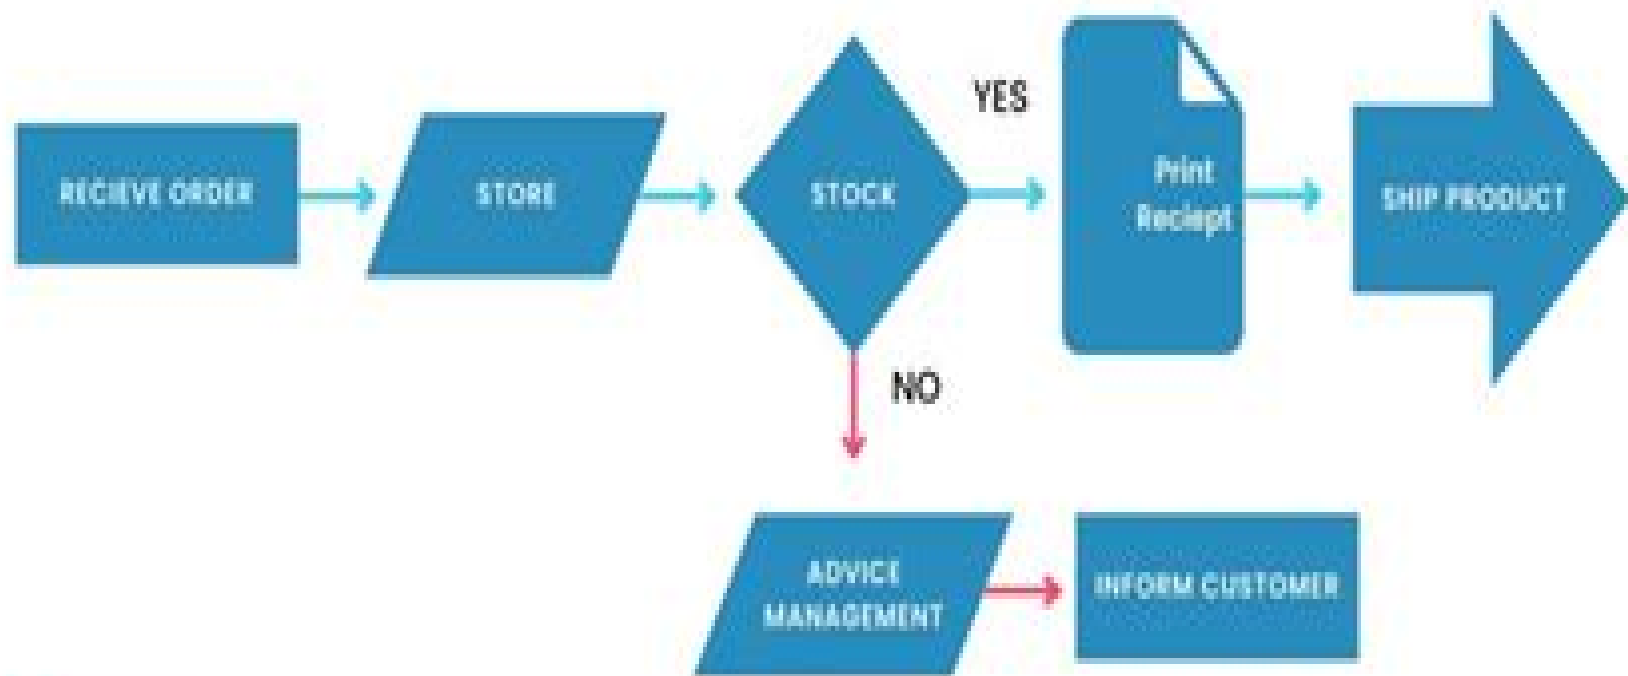 RECIEVE ORDER
STORE
STOCK
YES
Print
Reciept
SHIP PRODUCT
NO
ADVICE
MANAGEMENT
INFORM CUSTOMER